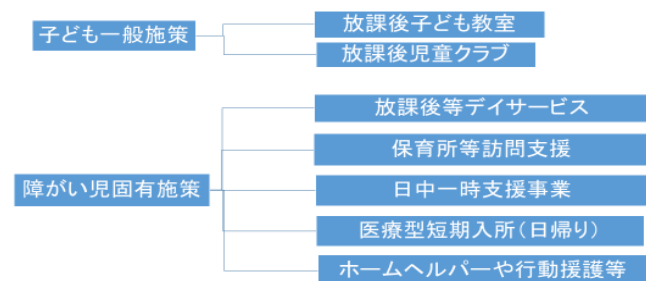 子ども一般施策
放課後子ども教室
放課後児童クラブ
障がい児固有施策
放課後等デイサービス
保育所等訪問支援
日中一時支援事業
医療型短期入所(日帰り)
ホームヘルパーや行動援護等